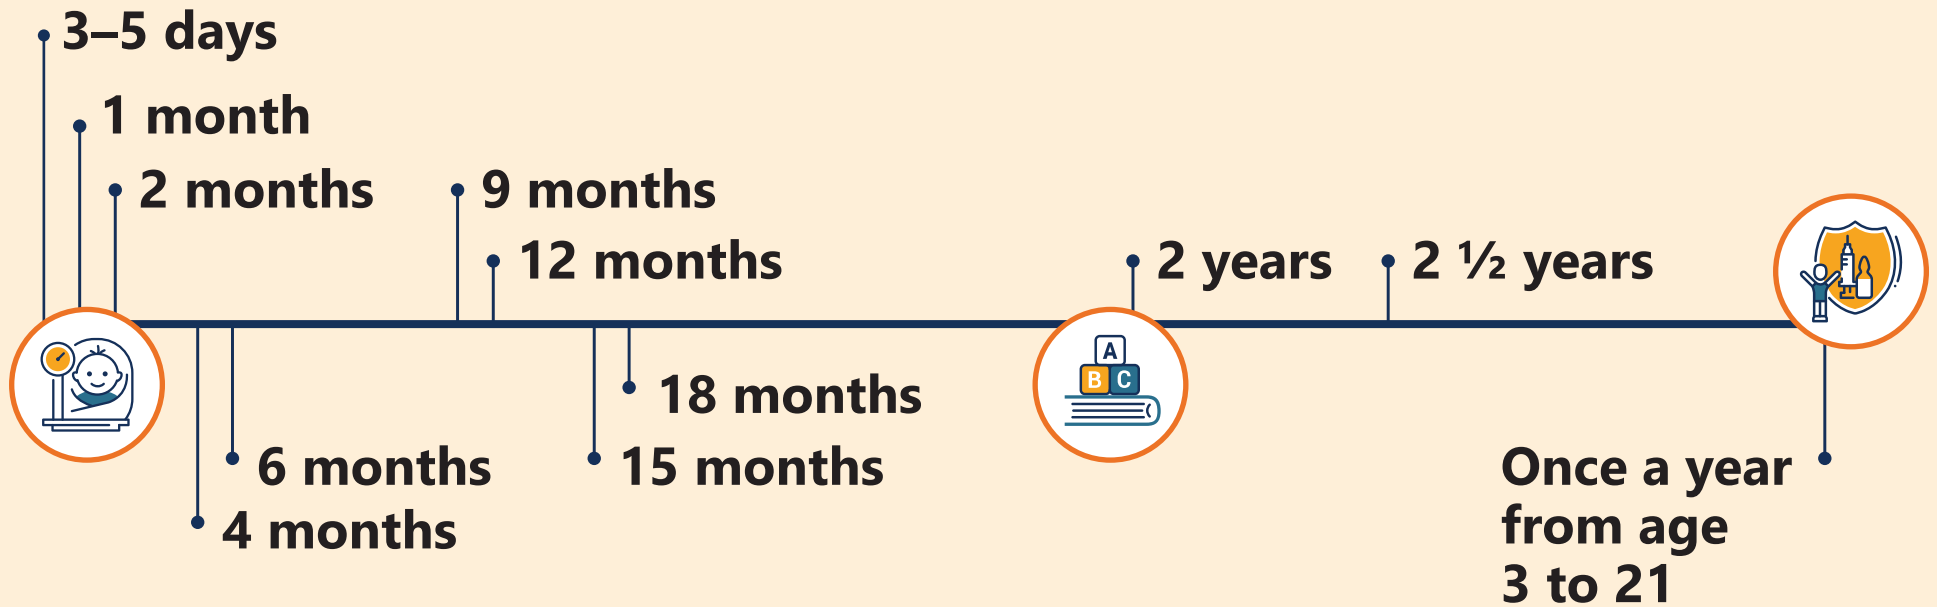 3–5 days
1 month
2 months
9 months
12 months
2 years
2 ½ years
A
B C
18 months
6 months
15 months
4 months
Once a year
from age
3 to 21